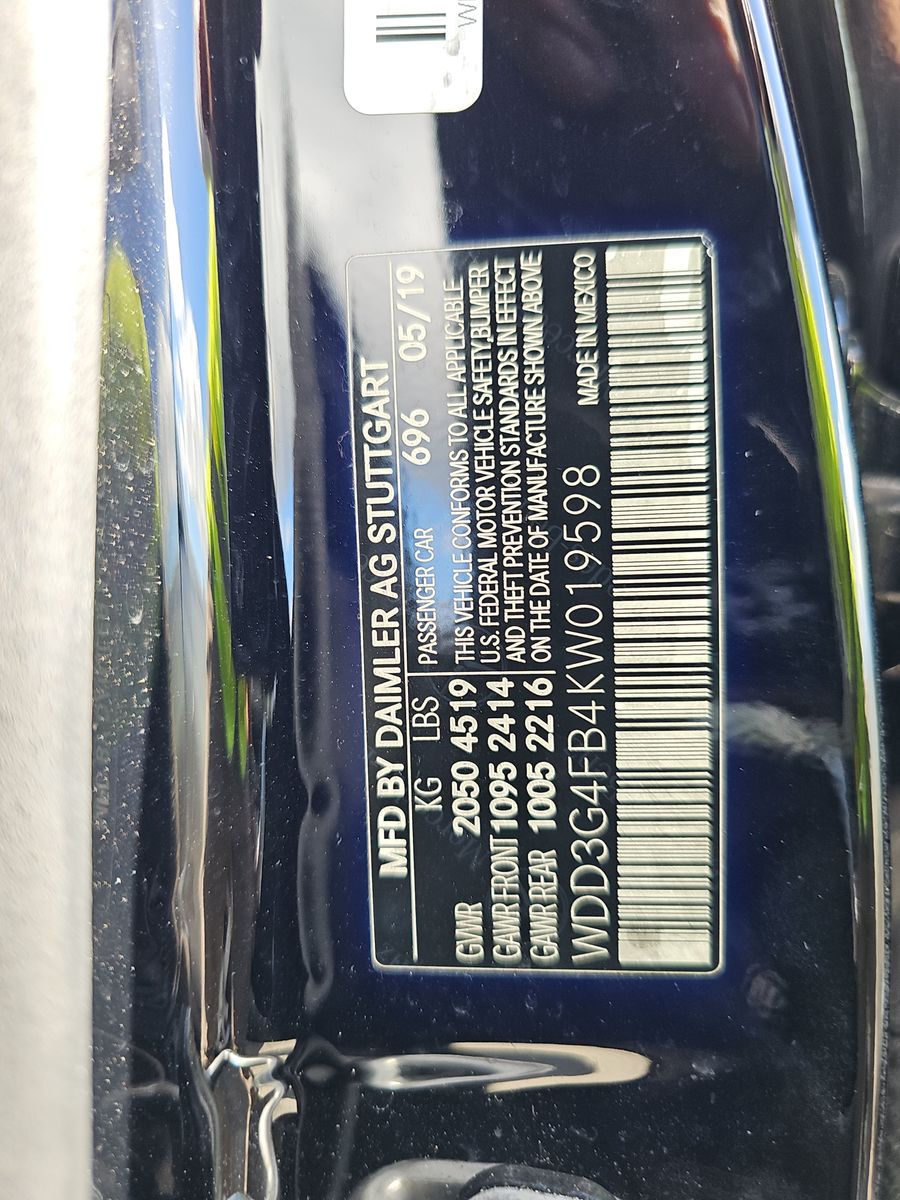 MFD BY DAIMLER AG STUTTGART
KG LBS PASSENGER CAR 696 05/19
GVWR 2050 4519 THIS VEHICLE CONFORMS TO ALL APPLICABLE
GAWR FRONT 1095 2414 U.S. FEDERAL MOTOR VEHICLE SAFETY,BUMPER
GAWR REAR 1005 2216 AND THEFT PREVENTION STANDARDS IN EFFECT
ON THE DATE OF MANUFACTURE SHOWN ABOVE
WDD3G4FB4KW019598 MADE IN MEXICO